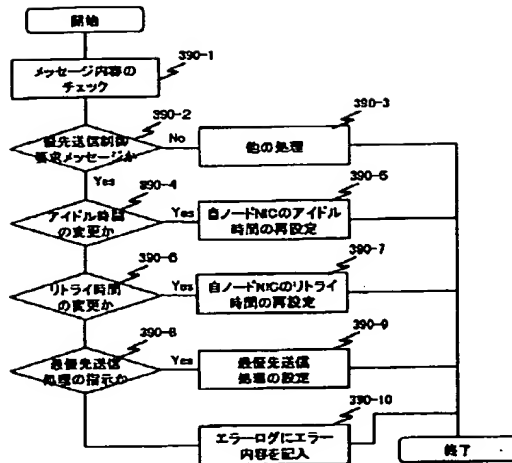 開始
390-1
メッセージ内容の
チェック
390-2
優先送信制御
要求メッセージか
No
390-3
他の処理
Yes
390-4
アイドル時間
の変更か
Yes
390-5
自ノードNICのアイドル
時間の再設定
390-6
リトライ時間
の変更か
Yes
390-7
自ノードNICのリトライ
時間の再設定
390-8
最優先送信
処理の指示か
Yes
390-9
最優先送信
処理の設定
390-10
エラーログにエラー
内容を記入
終了